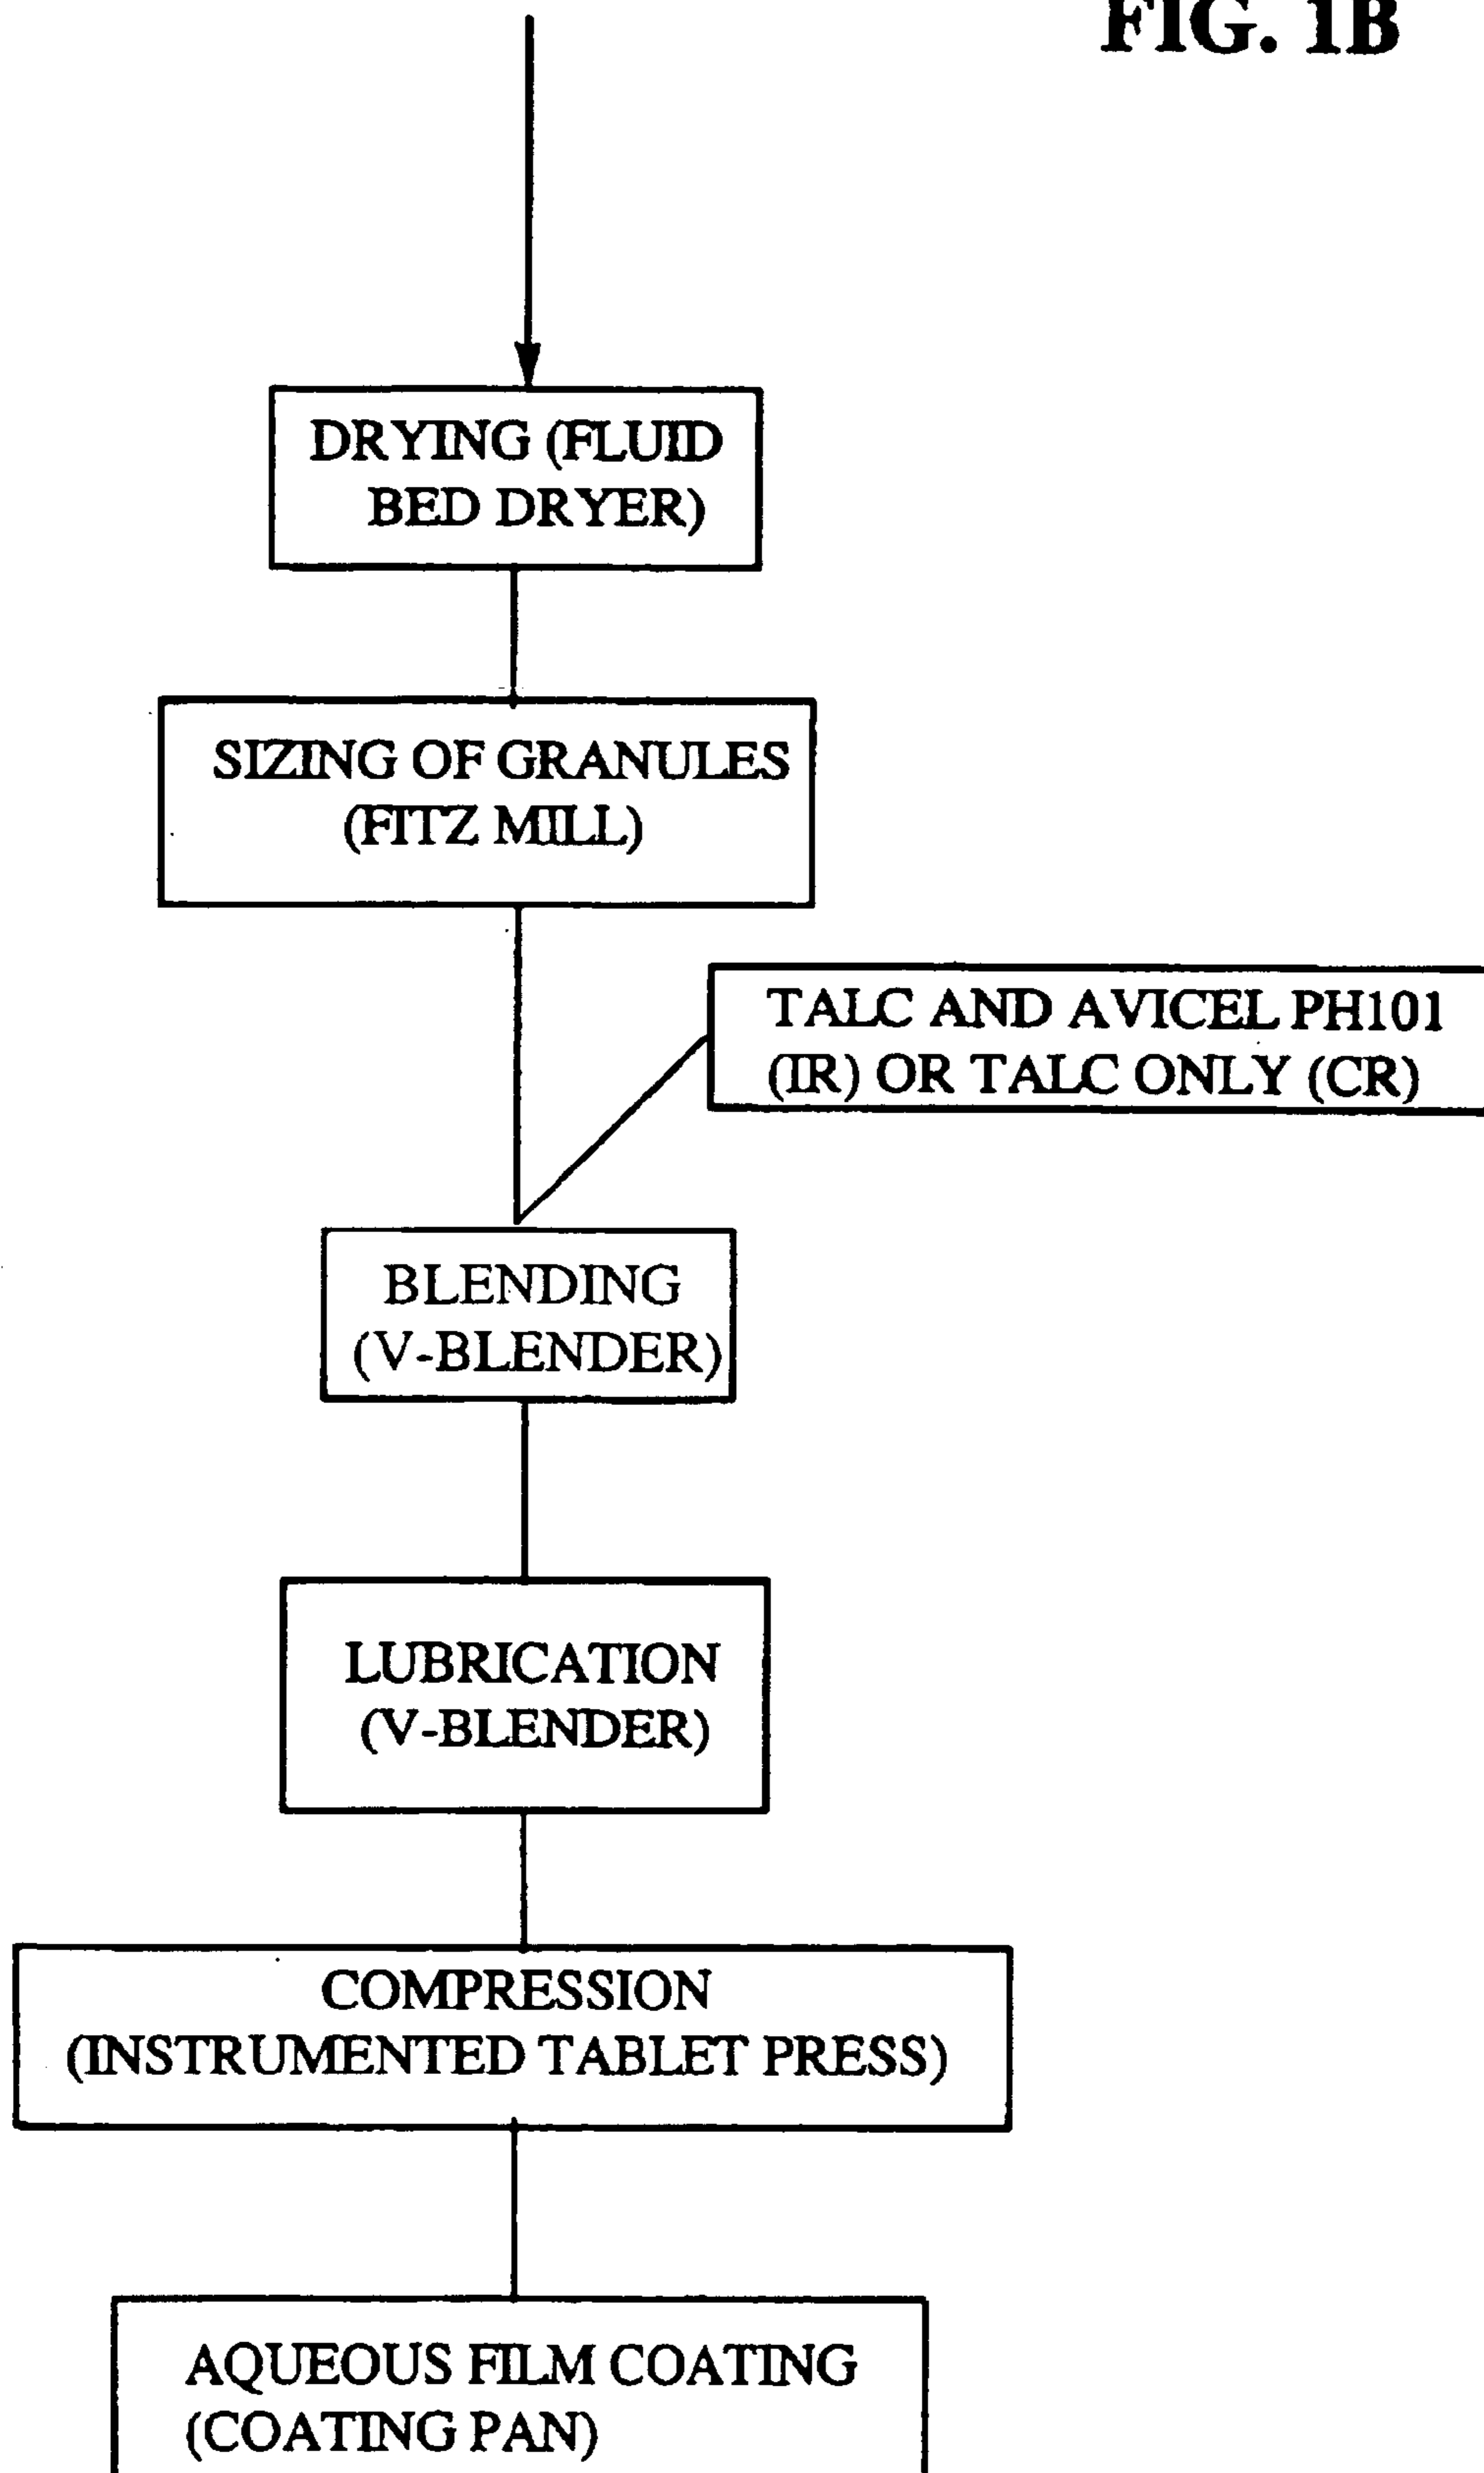 FIG. 1B
DRYING (FLUID
BED DRYER)
SIZING OF GRANULES
(FITZ MILL)
TALC AND AVICEL PH101
(IR) OR TALC ONLY (CR)
BLENDING
(V-BLENDER)
LUBRICATION
(V-BLENDER)
COMPRESSION
(INSTRUMENTED TABLET PRESS)
AQUEOUS FILM COATING
(COATING PAN)